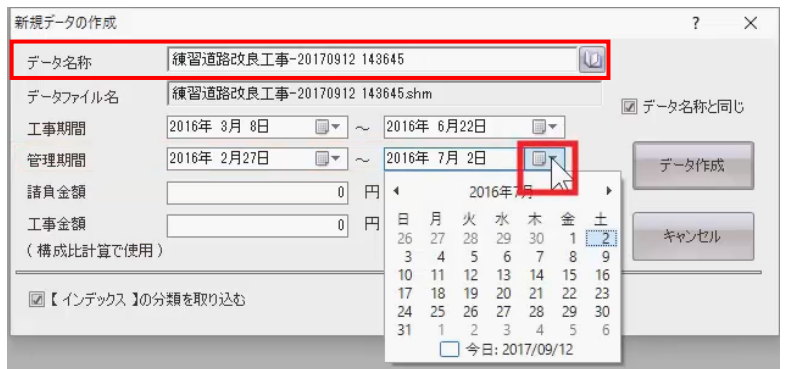 新規データの作成 ?
データ名称 練習道路改良工事-20170912 143645
データファイル名 練習道路改良工事-20170912 143645.shm データ名称と同じ
工事期間 2016年 3月 8日 ～ 2016年 6月22日
管理期間 2016年 2月27日 ～ 2016年 7月 2日
データ作成
請負金額 0 円
2016年7月
工事金額 0 円
(構成比計算で使用)
キャンセル
日 月 火 水 木 金 土
26 27 28 29 30 1 2
3 4 5 6 7 8 9
10 11 12 13 14 15 16
17 18 19 20 21 22 23
24 25 26 27 28 29 30
31 1 2 3 4 5 6
今日: 2017/09/12
【インデックス】の分類を取り込む